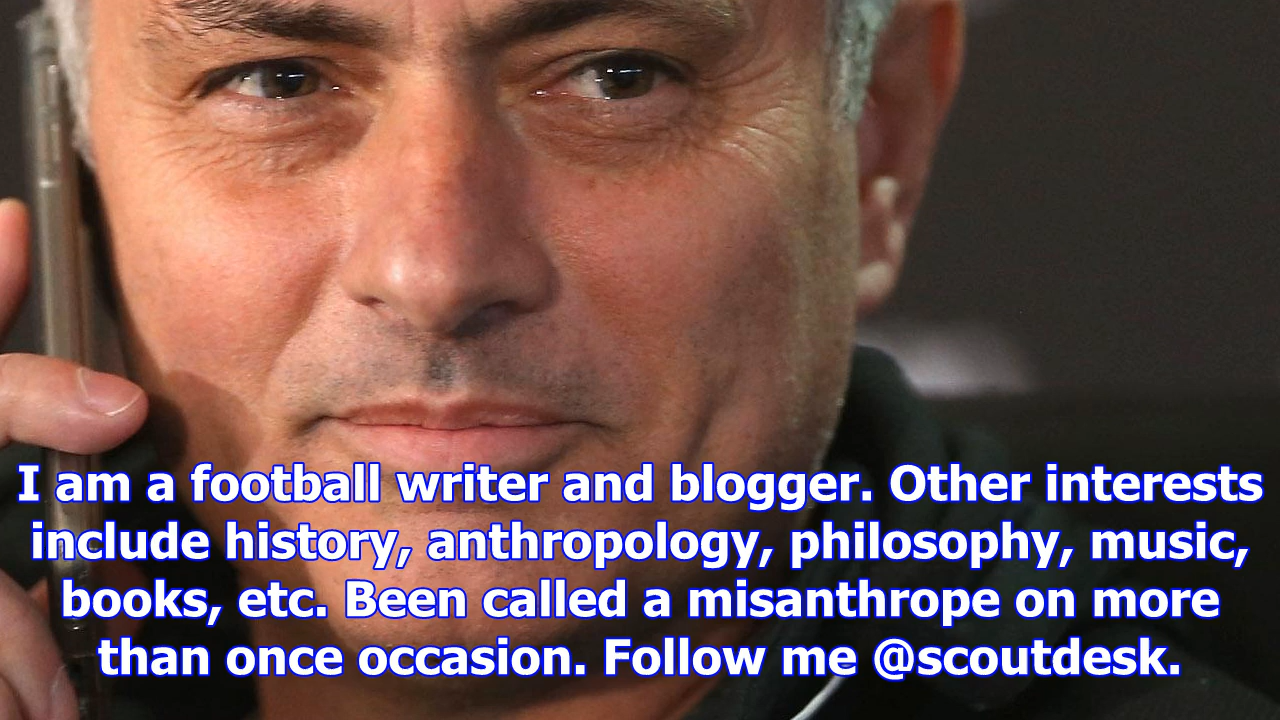 I am a football writer and blogger. Other interests
include history, anthropology, philosophy, music,
books, etc. Been called a misanthrope on more
than once occasion. Follow me @scoutdesk.